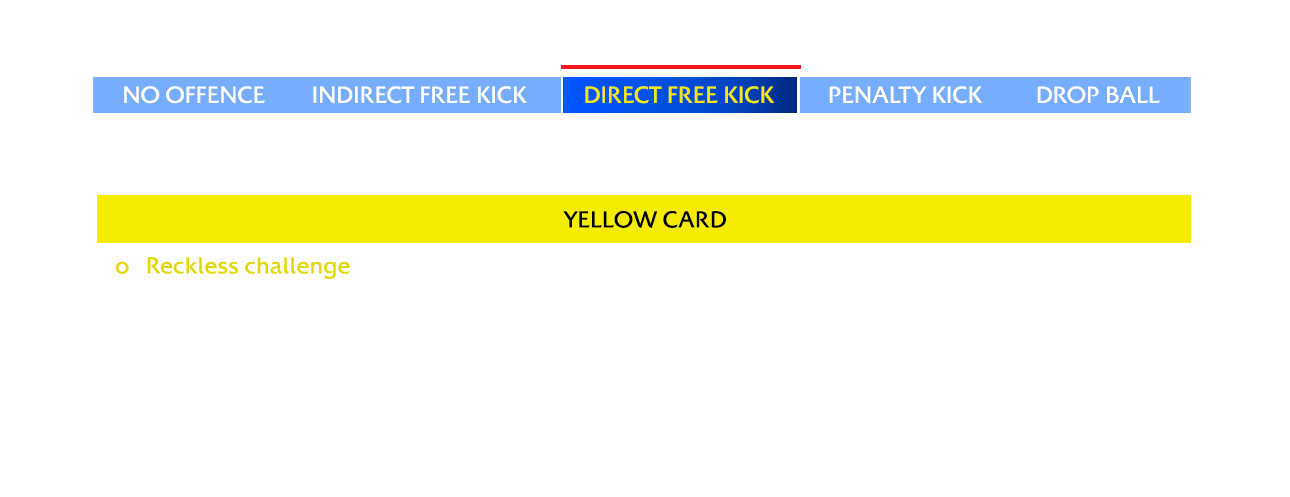 NO OFFENCE INDIRECT FREE KICK DIRECT FREE KICK PENALTY KICK DROP BALL
YELLOW CARD
o Reckless challenge